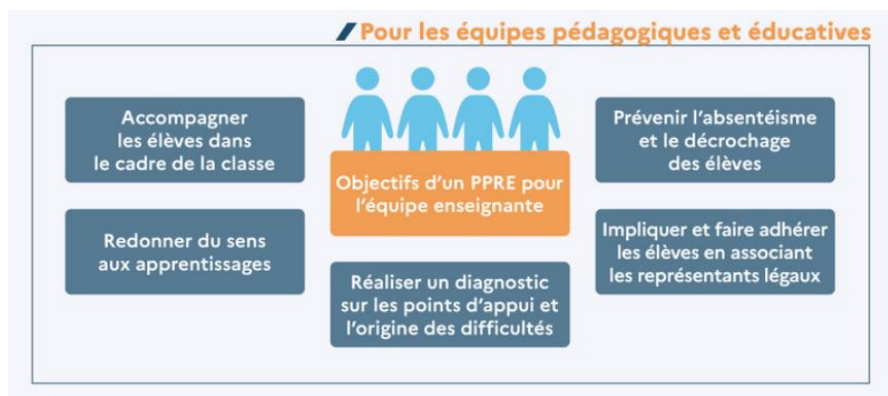 Pour les équipes pédagogiques et éducatives
Accompagner
les élèves dans
le cadre de la classe
Redonner du sens
aux apprentissages
Objectifs d'un PPRE pour
l'équipe enseignante
Réaliser un diagnostic
sur les points d'appui et
l'origine des difficultés
Prévenir l'absentéisme
et le décrochage
des élèves
Impliquer et faire adhérer
les élèves en associant
les représentants légaux